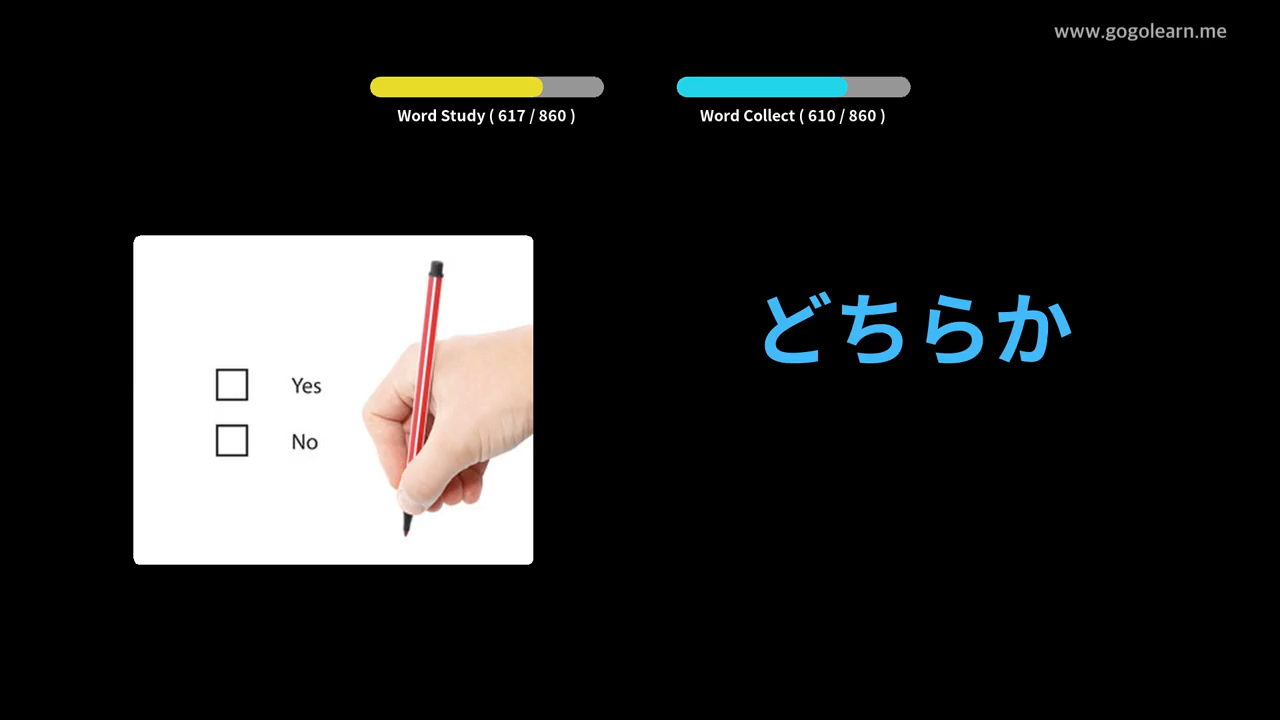 www.gogolearn.me
Word Study ( 617 / 860 )
Word Collect ( 610 / 860 )
Yes
No
どちらか